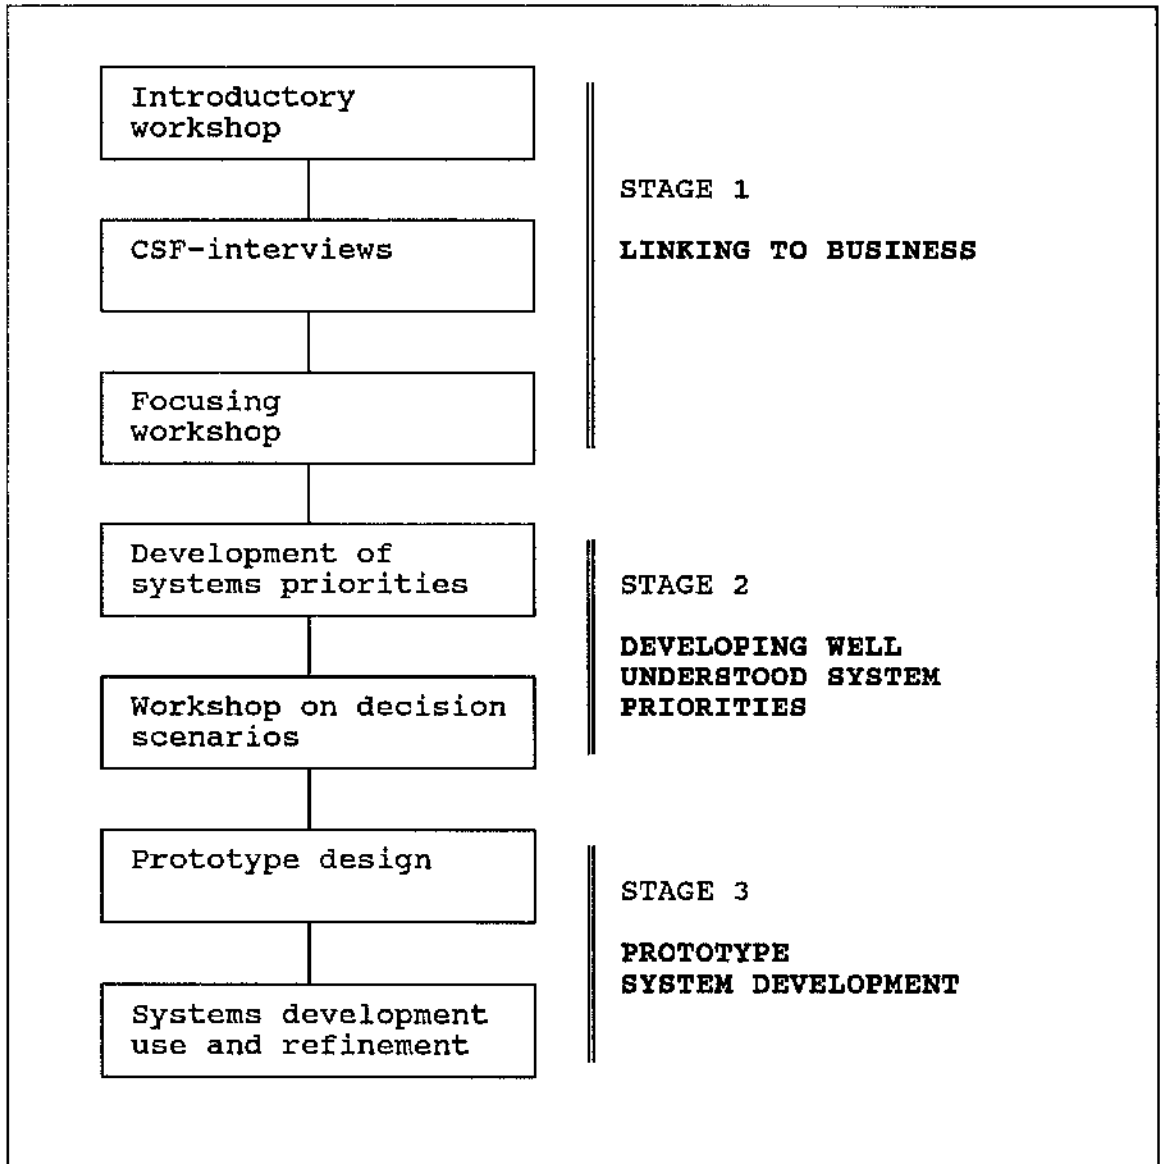 Introductory
workshop
CSF-interviews
Focusing
workshop
STAGE 1
LINKING TO BUSINESS
Development of
systems priorities
Workshop on decision
scenarios
STAGE 2
DEVELOPING WELL
UNDERSTOOD SYSTEM
PRIORITIES
Prototype design
Systems development
use and refinement
STAGE 3
PROTOTYPE
SYSTEM DEVELOPMENT